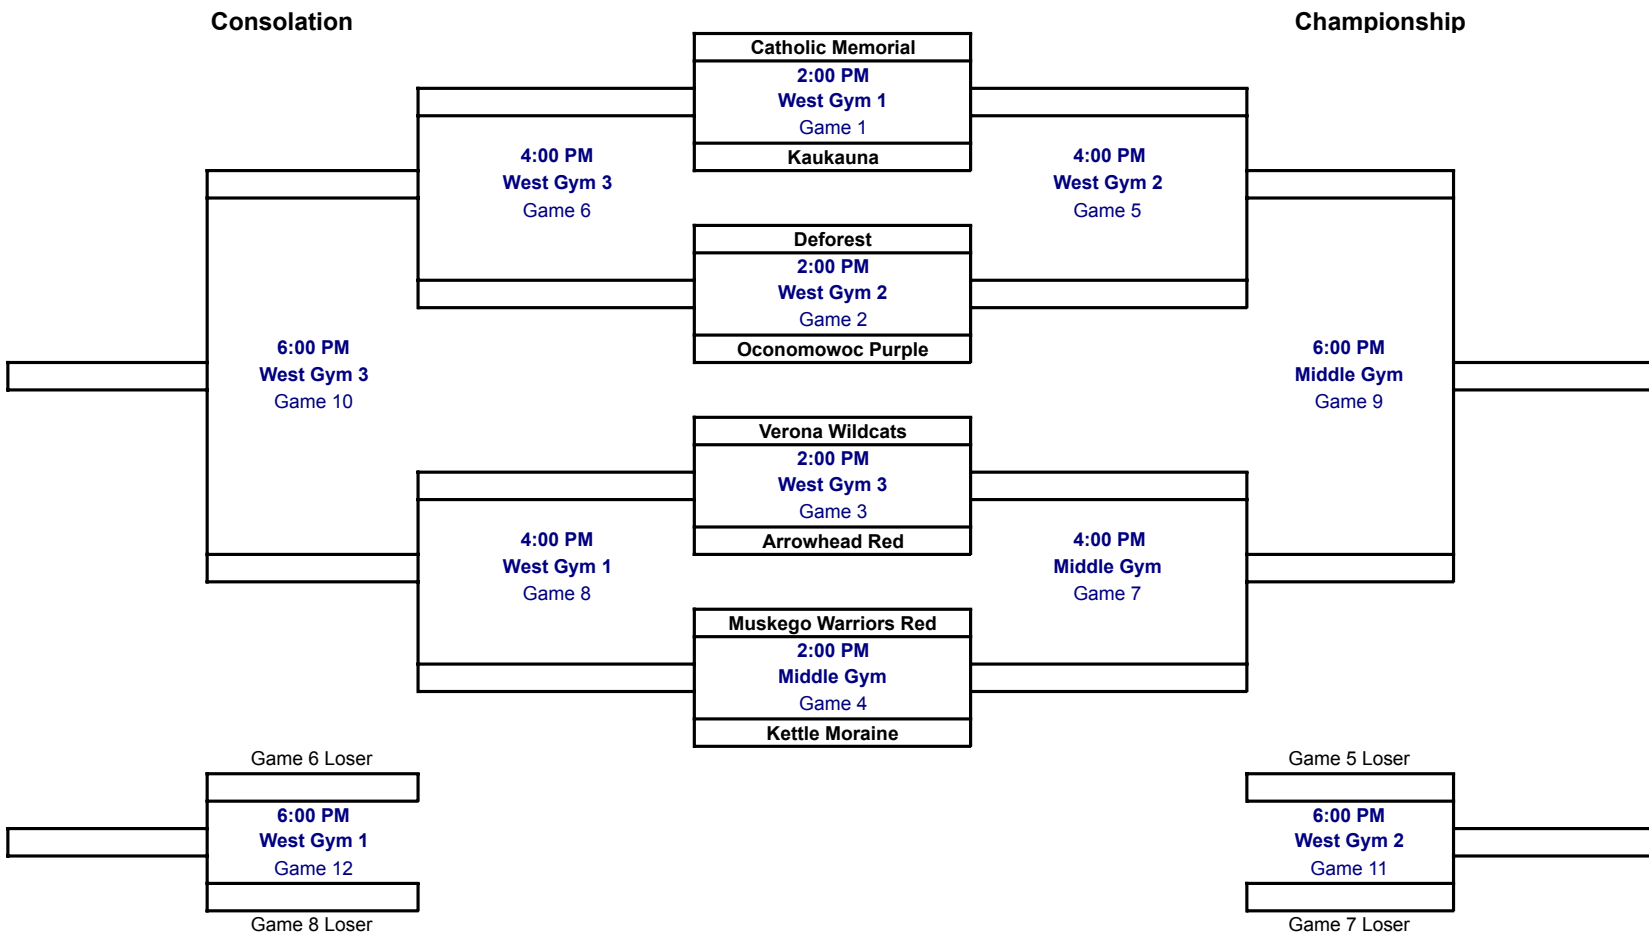 Consolation
Championship
Catholic Memorial
2:00 PM
West Gym 1
Game 1
Kaukauna
4:00 PM
West Gym 3
Game 6
4:00 PM
West Gym 2
Game 5
Deforest
2:00 PM
West Gym 2
Game 2
Oconomowoc Purple
6:00 PM
West Gym 3
Game 10
6:00 PM
Middle Gym
Game 9
Verona Wildcats
2:00 PM
West Gym 3
Game 3
Arrowhead Red
4:00 PM
West Gym 1
Game 8
4:00 PM
Middle Gym
Game 7
Muskego Warriors Red
2:00 PM
Middle Gym
Game 4
Kettle Moraine
Game 6 Loser
6:00 PM
West Gym 1
Game 12
Game 8 Loser
Game 5 Loser
6:00 PM
West Gym 2
Game 11
Game 7 Loser